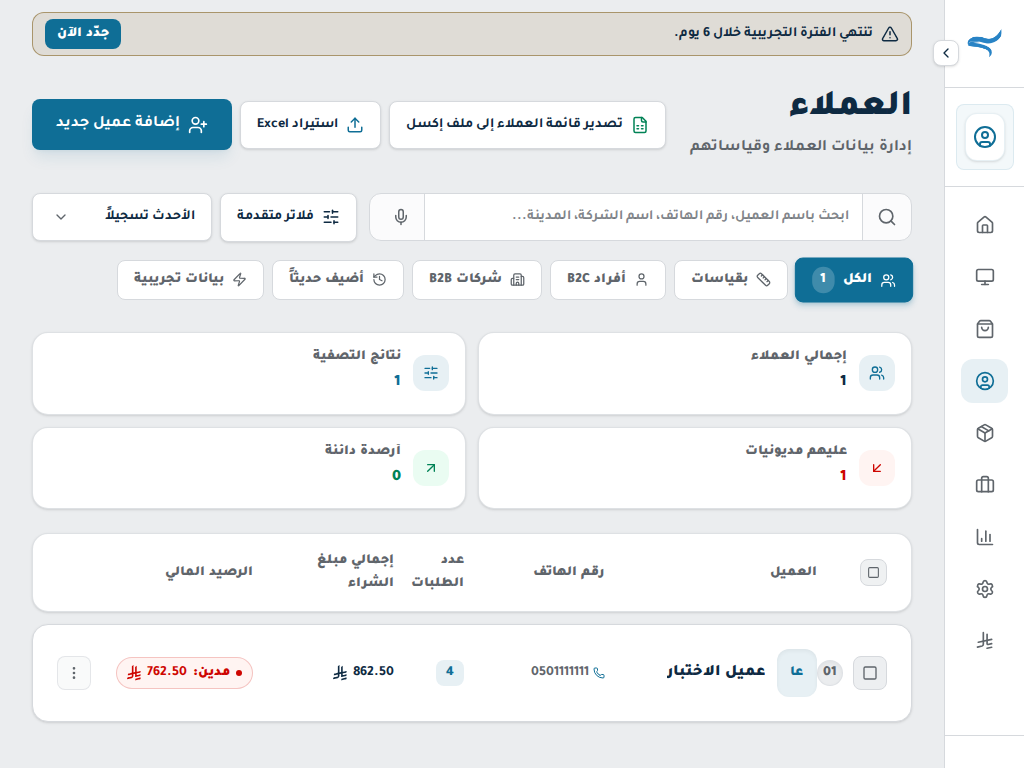 تنتهي الفترة التجريبية خلال 6 يوم.
جدّد الآن
العملاء
إدارة بيانات العملاء وقياساتهم
تصدير قائمة العملاء إلى ملف إكسل
استيراد Excel
إضافة عميل جديد
ابحث باسم العميل، رقم الهاتف، اسم الشركة، المدينة...
فلاتر متقدمة
الأحدث تسجيلاً
الكل 1
بقياسات
أفراد B2C
شركات B2B
أضيف حديثاً
بيانات تجريبية
إجمالي العملاء
1
نتائج التصفية
1
عليهم مديونيات
1
أرصدة دائنة
0
العميل
رقم الهاتف
عدد الطلبات
إجمالي مبلغ الشراء
الرصيد المالي
01
عا
عميل الاختبار
0501111111
4
862.50
مدين: 762.50